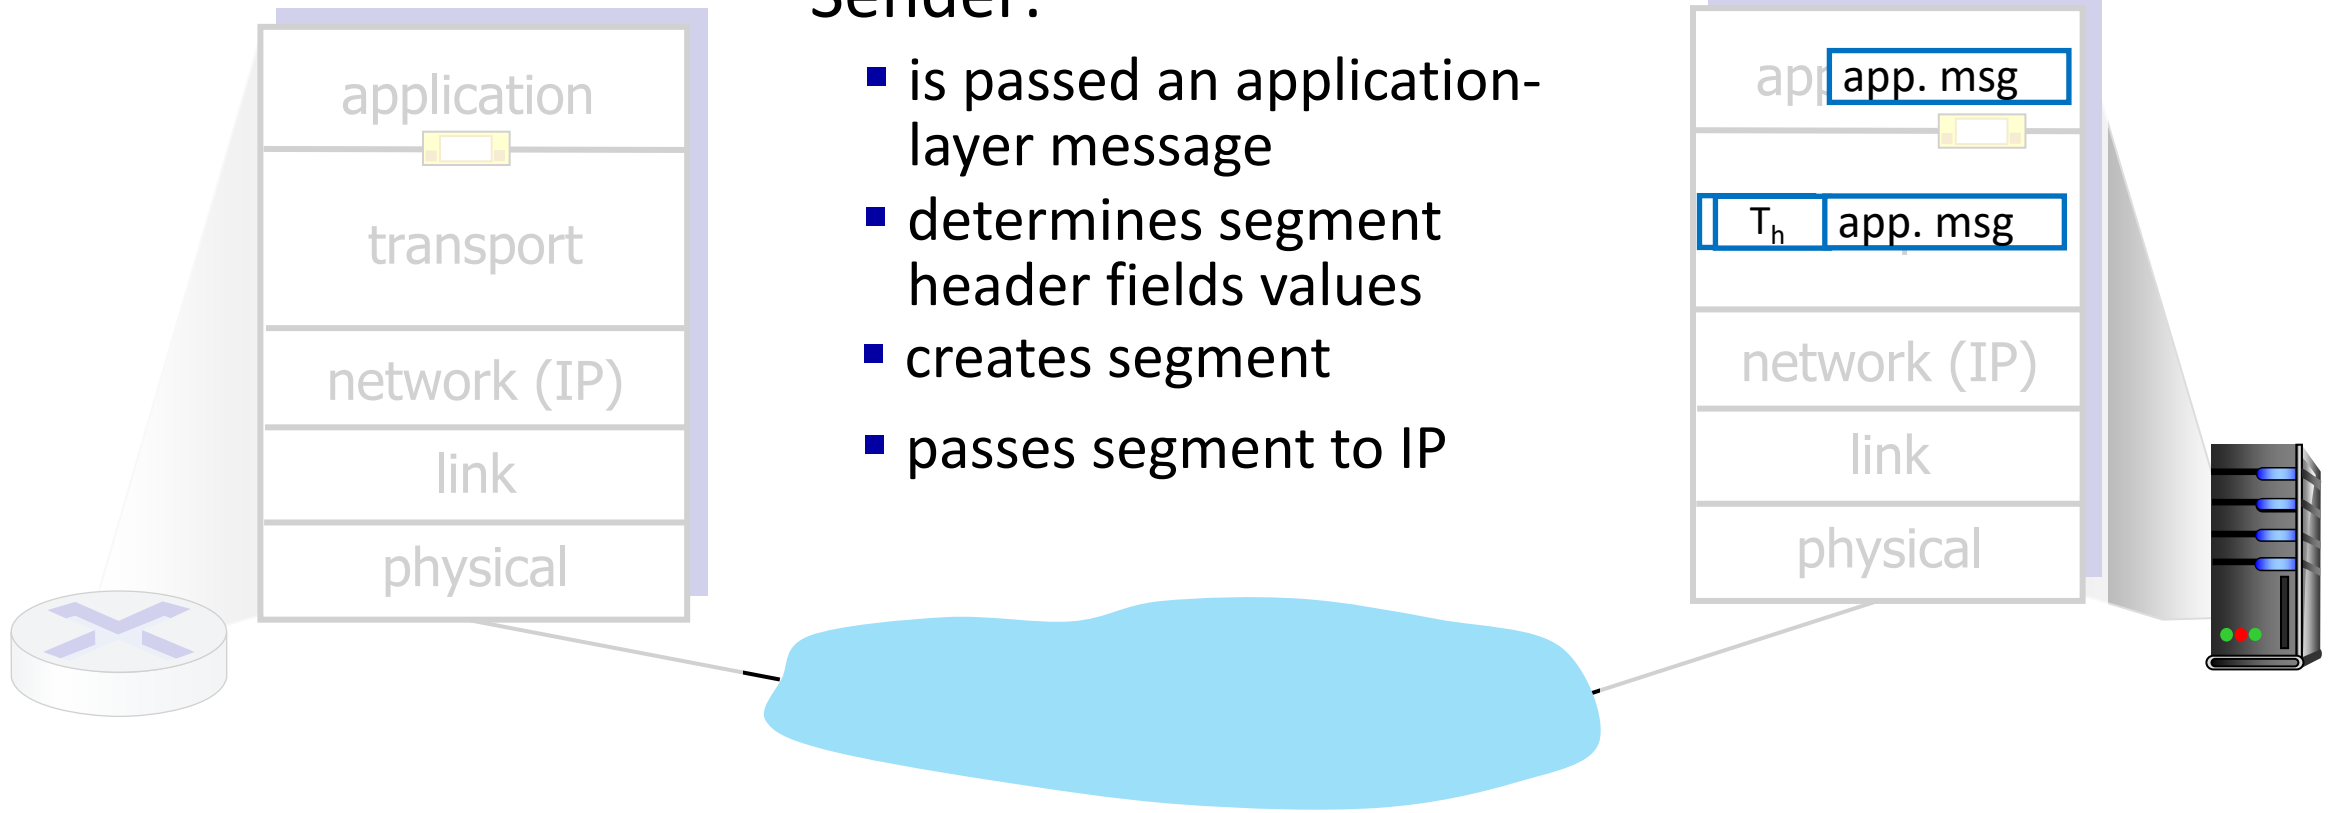 application
transport
network (IP)
link
physical
Sender:
▪ is passed an application-
layer message
▪ determines segment
header fields values
▪ creates segment
▪ passes segment to IP
app. msg
Th app. msg
network (IP)
link
physical